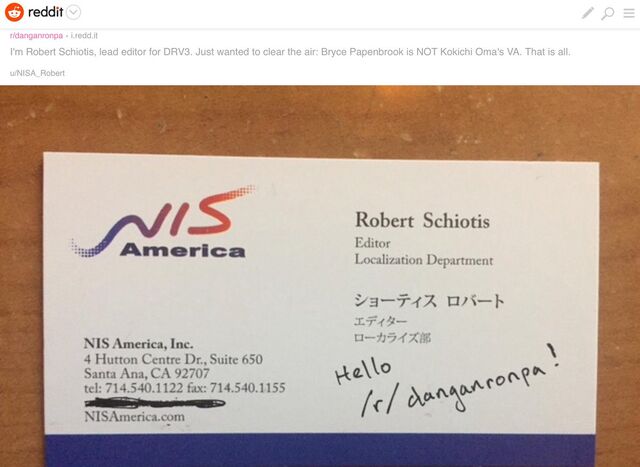 reddit
r/danganronpa • i.redd.it
I'm Robert Schiotis, lead editor for DRV3. Just wanted to clear the air: Bryce Papenbrook is NOT Kokichi Oma's VA. That is all.
u/NISA_Robert
NIS
America
Robert Schiotis
Editor
Localization Department
ショーティス ロバート
エディター
ローカライズ部
NIS America, Inc.
4 Hutton Centre Dr., Suite 650
Santa Ana, CA 92707
tel: 714.540.1122 fax: 714.540.1155
NISAmerica.com
Hello
/r/danganronpa!